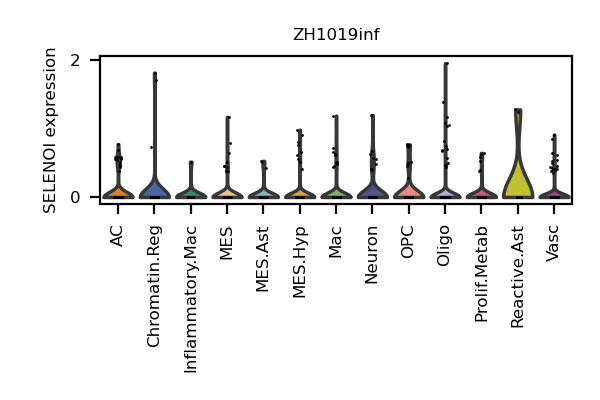 ZH1019inf
SELENOI expression
2
0
AC
Chromatin.Reg
Inflammatory.Mac
MES
MES.Ast
MES.Hyp
Mac
Neuron
OPC
Oligo
Prolif.Metab
Reactive.Ast
Vasc